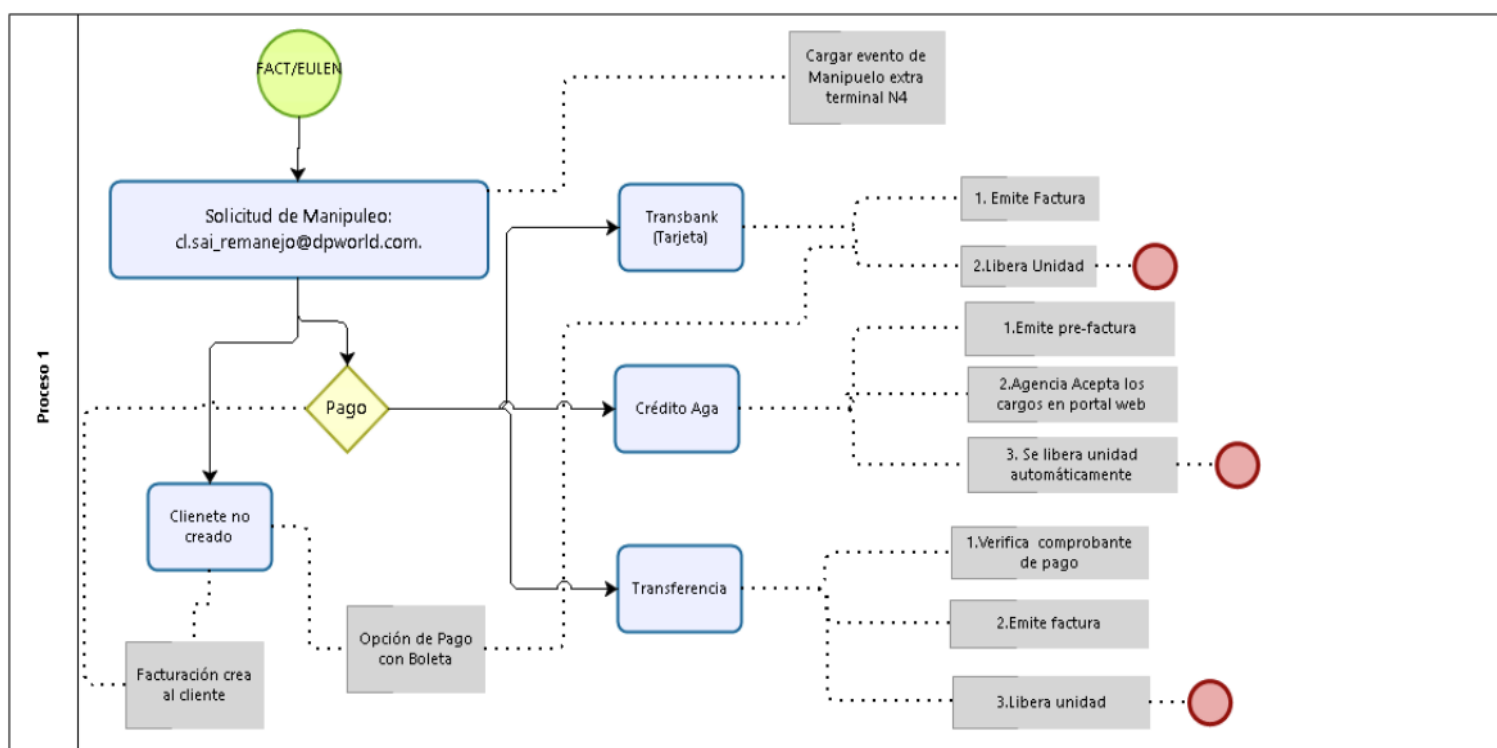 FACT/EULEN
Cargar evento de
Manipuelo extra
terminal N4
Solicitud de Manipuleo:
cl.sai_remanejo@dpworld.com.
Transbank
(Tarjeta)
1. Emite Factura
2.Libera Unidad
Proceso 1
Pago
Crédito Aga
1.Emite pre-factura
2.Agencia Acepta los
cargos en portal web
3. Se libera unidad
automáticamente
Clienete no
creado
Transferencia
1.Verifica comprobante
de pago
2.Emite factura
3.Libera unidad
Opción de Pago
con Boleta
Facturación crea
al cliente